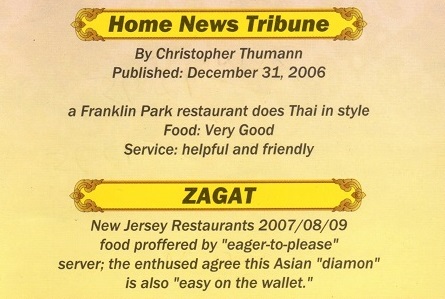 Home News Tribune
By Christopher Thumann
Published: December 31, 2006
a Franklin Park restaurant does Thai in style
Food: Very Good
Service: helpful and friendly
ZAGAT
New Jersey Restaurants 2007/08/09
food proffered by "eager-to-please"
server; the enthused agree this Asian "diamon"
is also "easy on the wallet."